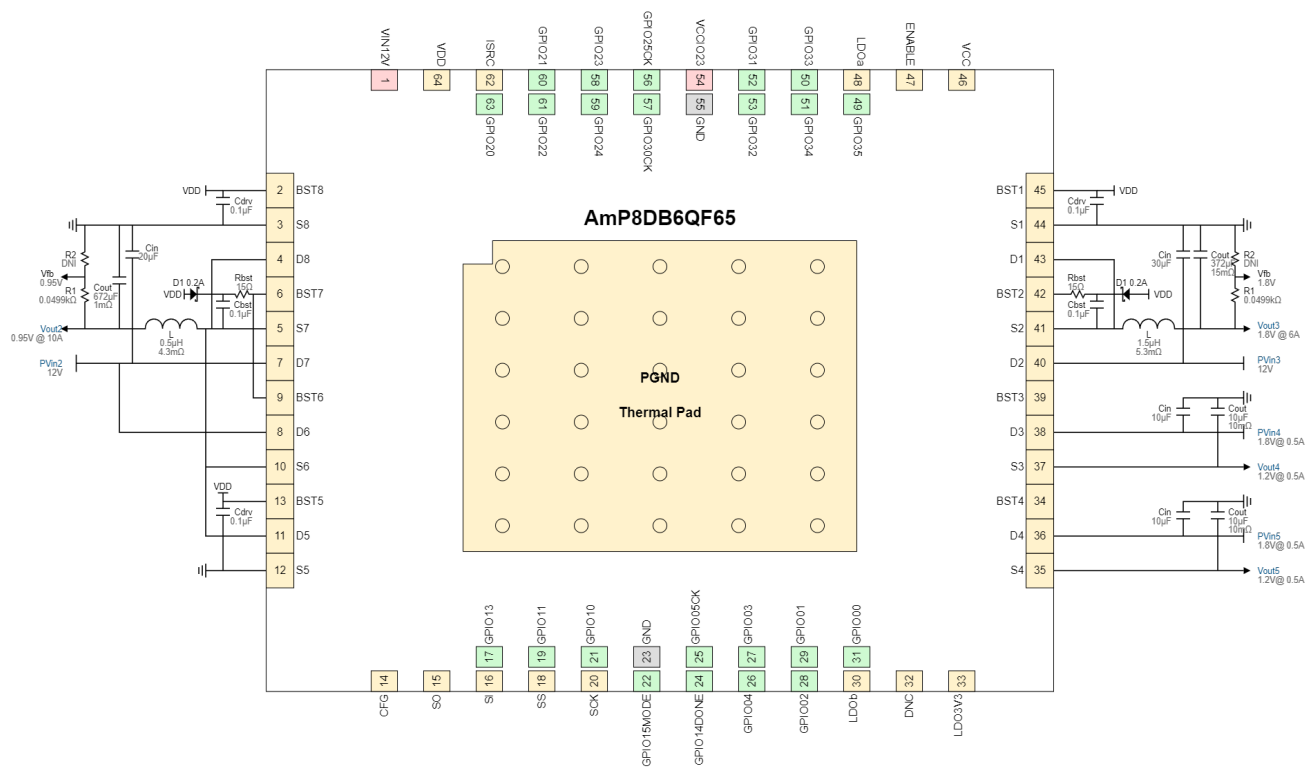 VIN12V
VDD
ISRC
GPIO21
GPIO23
GPIO25CK
VCCIO23
GPIO31
GPIO33
LDOa
ENABLE
VCC
1
64
62
60
58
56
54
52
50
48
47
46
63
61
59
57
55
53
51
49
GPIO20
GPIO22
GPIO24
GPIO30CK
GND
GPIO32
GPIO34
GPIO35
AmP8DB6QF65
PGND
Thermal Pad
VDD
Cdrv
0.1µF
2
BST8
3
S8
R2
DNI
Cin
20µF
4
D8
Vfb
0.95V
Cout
672µF
1mΩ
R1
0.0499kΩ
D1 0.2A
VDD
Rbst
15Ω
6
BST7
Cbst
0.1µF
Vout2
0.95V @ 10A
L
0.5µH
4.3mΩ
5
S7
PVin2
12V
7
D7
9
BST6
8
D6
10
S6
VDD
Cdrv
0.1µF
13
BST5
11
D5
12
S5
BST1
45
Cdrv
0.1µF
VDD
S1
44
D1
43
Cin
30µF
Cout
372µF
15mΩ
R2
DNI
Vfb
1.8V
BST2
42
Rbst
15Ω
D1 0.2A
VDD
R1
0.0499kΩ
Cbst
0.1µF
S2
41
L
1.5µH
5.3mΩ
Vout3
1.8V @ 6A
D2
40
PVin3
12V
BST3
39
Cin
10µF
Cout
10µF
10mΩ
D3
38
PVin4
1.8V@ 0.5A
S3
37
Vout4
1.2V@ 0.5A
BST4
34
Cin
10µF
Cout
10µF
10mΩ
D4
36
PVin5
1.8V@ 0.5A
S4
35
Vout5
1.2V@ 0.5A
GPIO13
GPIO11
GPIO10
GND
GPIO05CK
GPIO03
GPIO01
GPIO00
17
19
21
23
25
27
29
31
14
15
16
18
20
22
24
26
28
30
32
33
CFG
SO
SI
SS
SCK
GPIO15MODE
GPIO14DONE
GPIO04
GPIO02
LDOb
DNC
LDO3V3